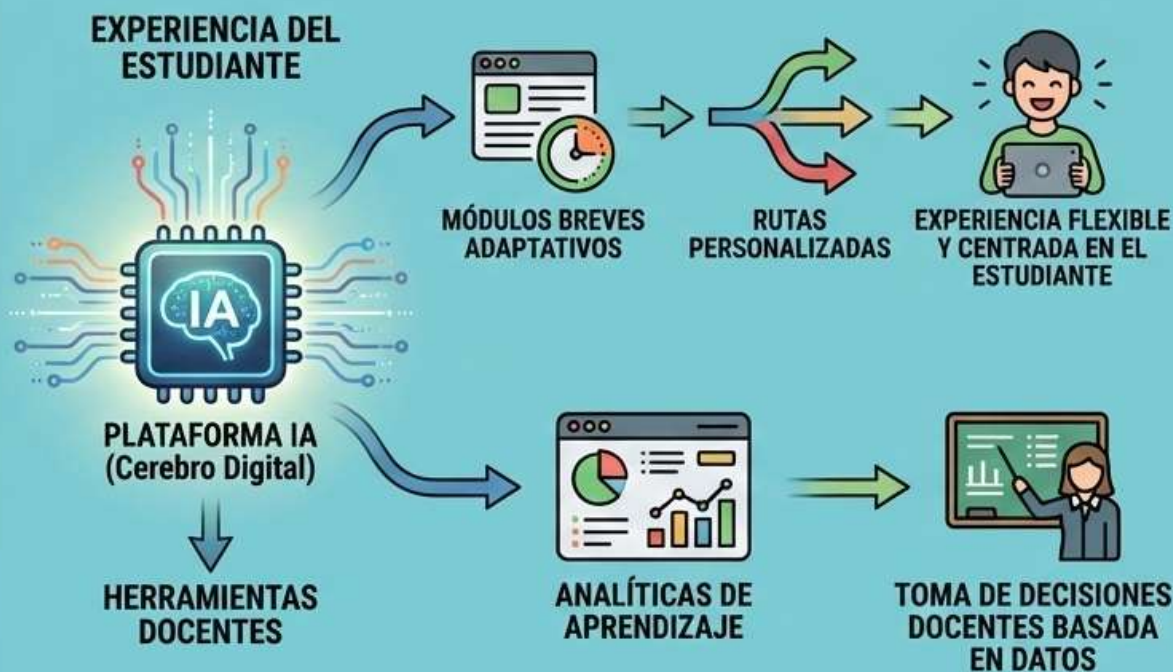 EXPERIENCIA DEL
ESTUDIANTE
MÓDULOS BREVES
ADAPTATIVOS
RUTAS
PERSONALIZADAS
EXPERIENCIA FLEXIBLE
Y CENTRADA EN EL
ESTUDIANTE
IA
PLATAFORMA IA
(Cerebro Digital)
HERRAMIENTAS
DOCENTES
ANALÍTICAS DE
APRENDIZAJE
TOMA DE DECISIONES
DOCENTES BASADA
EN DATOS